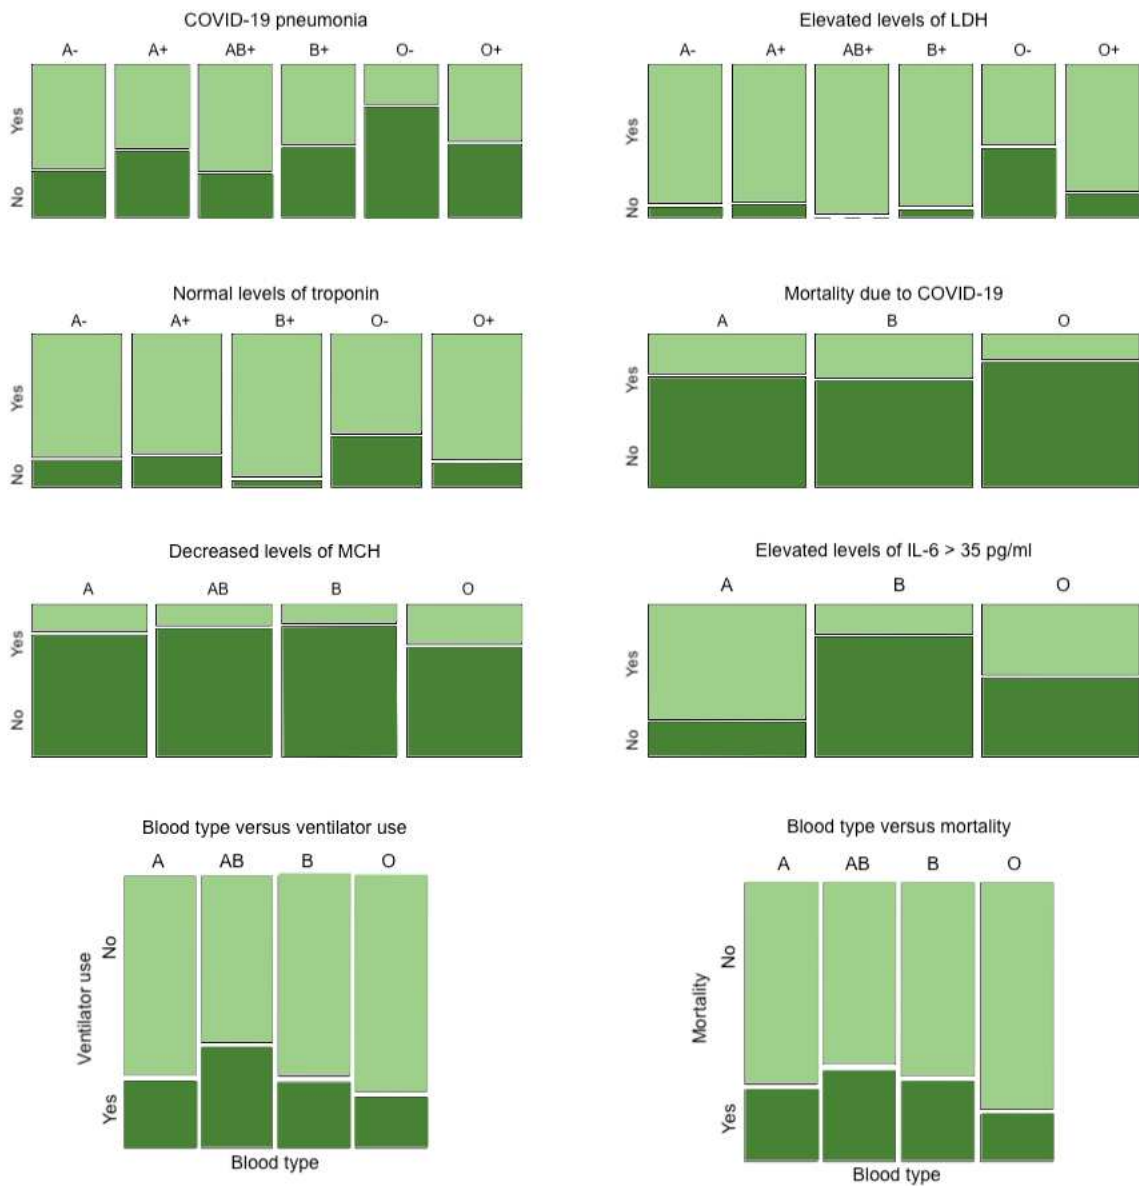 COVID-19 pneumonia
A- A+ AB+ B+ O- O+
Yes
No
Elevated levels of LDH
A- A+ AB+ B+ O- O+
Yes
No
Normal levels of troponin
A- A+ B+ O- O+
Yes
No
Mortality due to COVID-19
A B O
Yes
No
Decreased levels of MCH
A AB B O
Yes
No
Elevated levels of IL-6 > 35 pg/ml
A B O
Yes
No
Blood type versus ventilator use
A AB B O
Ventilator use
No
Yes
Blood type
Blood type versus mortality
A AB B O
Mortality
No
Yes
Blood type